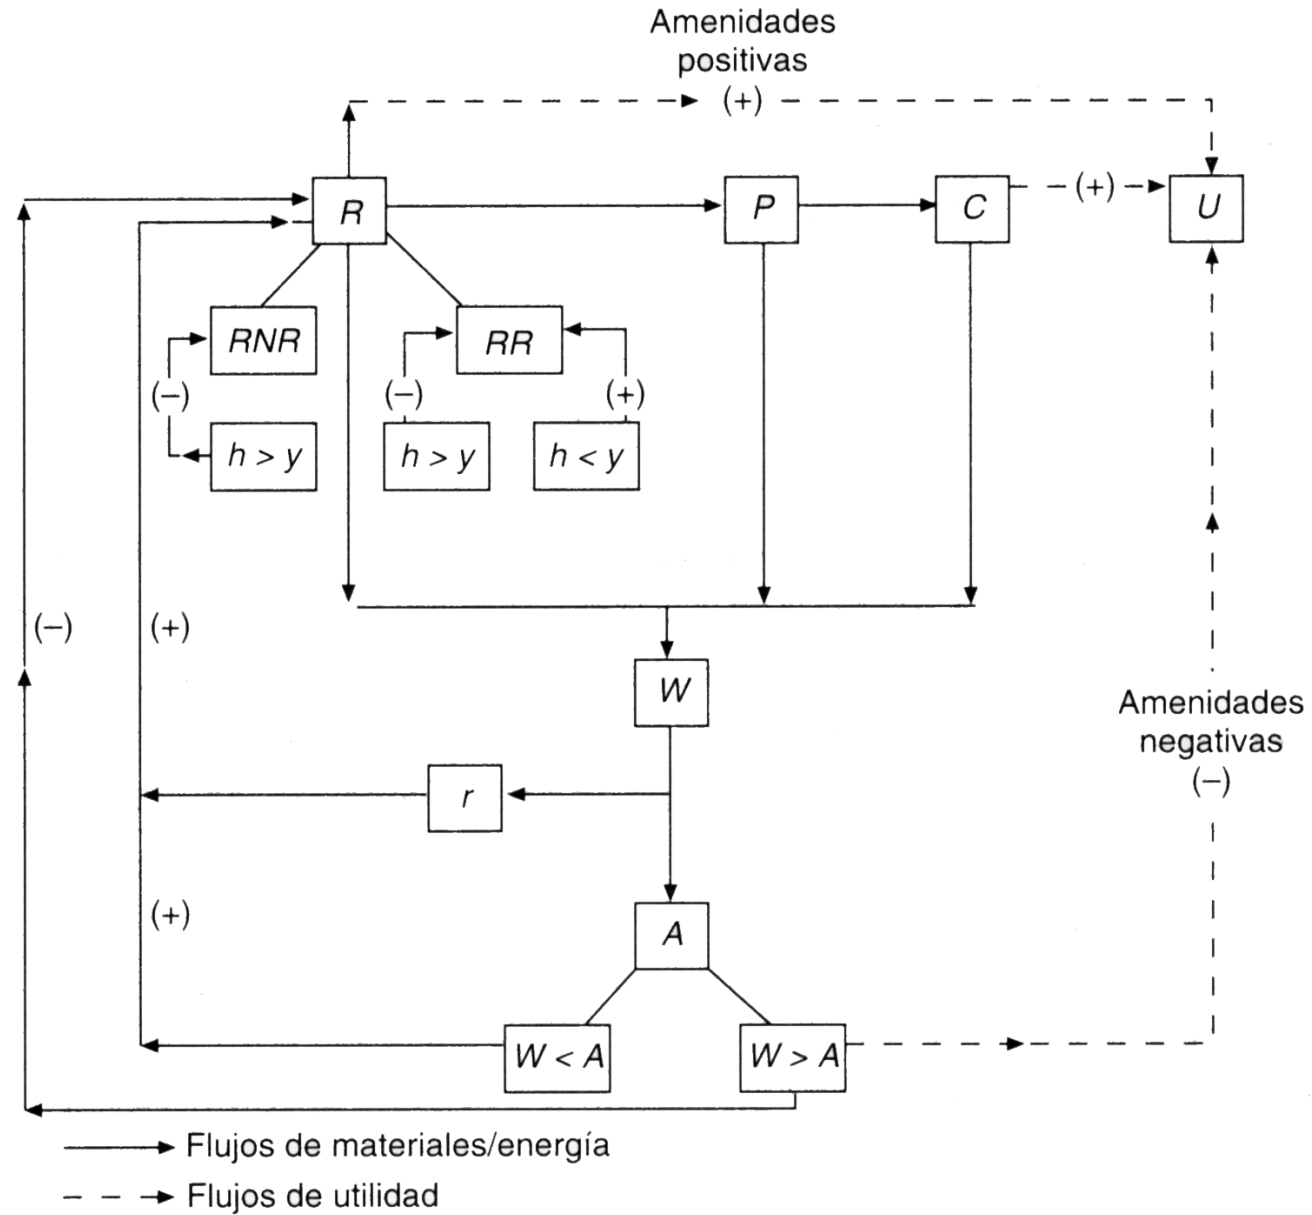 Amenidades
positivas
(+)
R
P
C
(+)
U
RNR
RR
(–)
(–)
(+)
h > y
h > y
h < y
(–)
(+)
W
Amenidades
negativas
(–)
r
(+)
A
W < A
W > A
Flujos de materiales/energía
Flujos de utilidad